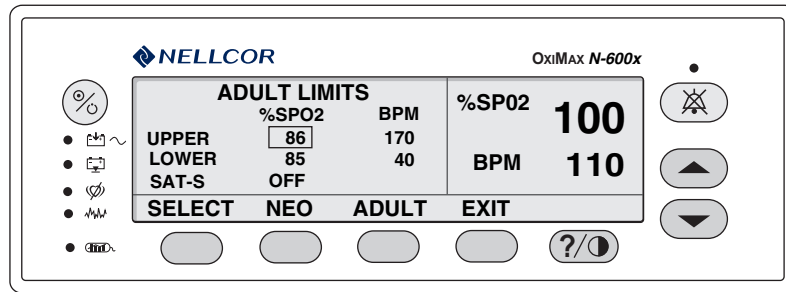 NELLCOR
OXIMAX N-600x
ADULT LIMITS
%SPO2 BPM
UPPER 86 170
LOWER 85 40
SAT-S OFF
%SP02 100
BPM 110
SELECT NEO ADULT EXIT
?/